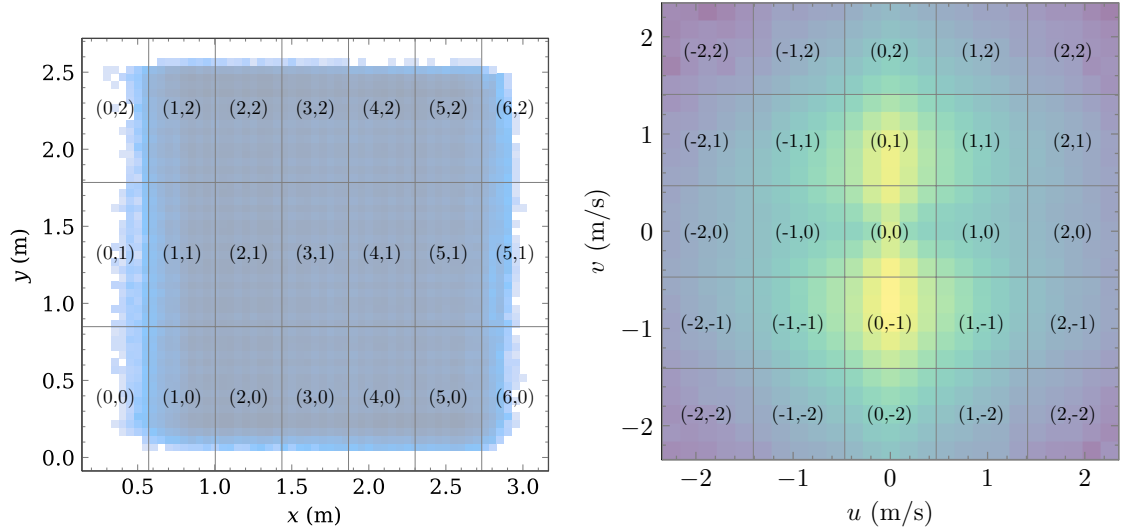 2.5
2.0
1.5
1.0
0.5
0.0
y (m)
(0,2) (1,2) (2,2) (3,2) (4,2) (5,2) (6,2)
(0,1) (1,1) (2,1) (3,1) (4,1) (5,1) (5,1)
(0,0) (1,0) (2,0) (3,0) (4,0) (5,0) (6,0)
0.5 1.0 1.5 2.0 2.5 3.0
x (m)
2
1
0
−1
−2
v (m/s)
(-2,2) (-1,2) (0,2) (1,2) (2,2)
(-2,1) (-1,1) (0,1) (1,1) (2,1)
(-2,0) (-1,0) (0,0) (1,0) (2,0)
(-2,-1) (-1,-1) (0,-1) (1,-1) (2,-1)
(-2,-2) (-1,-2) (0,-2) (1,-2) (2,-2)
−2 −1 0 1 2
u (m/s)